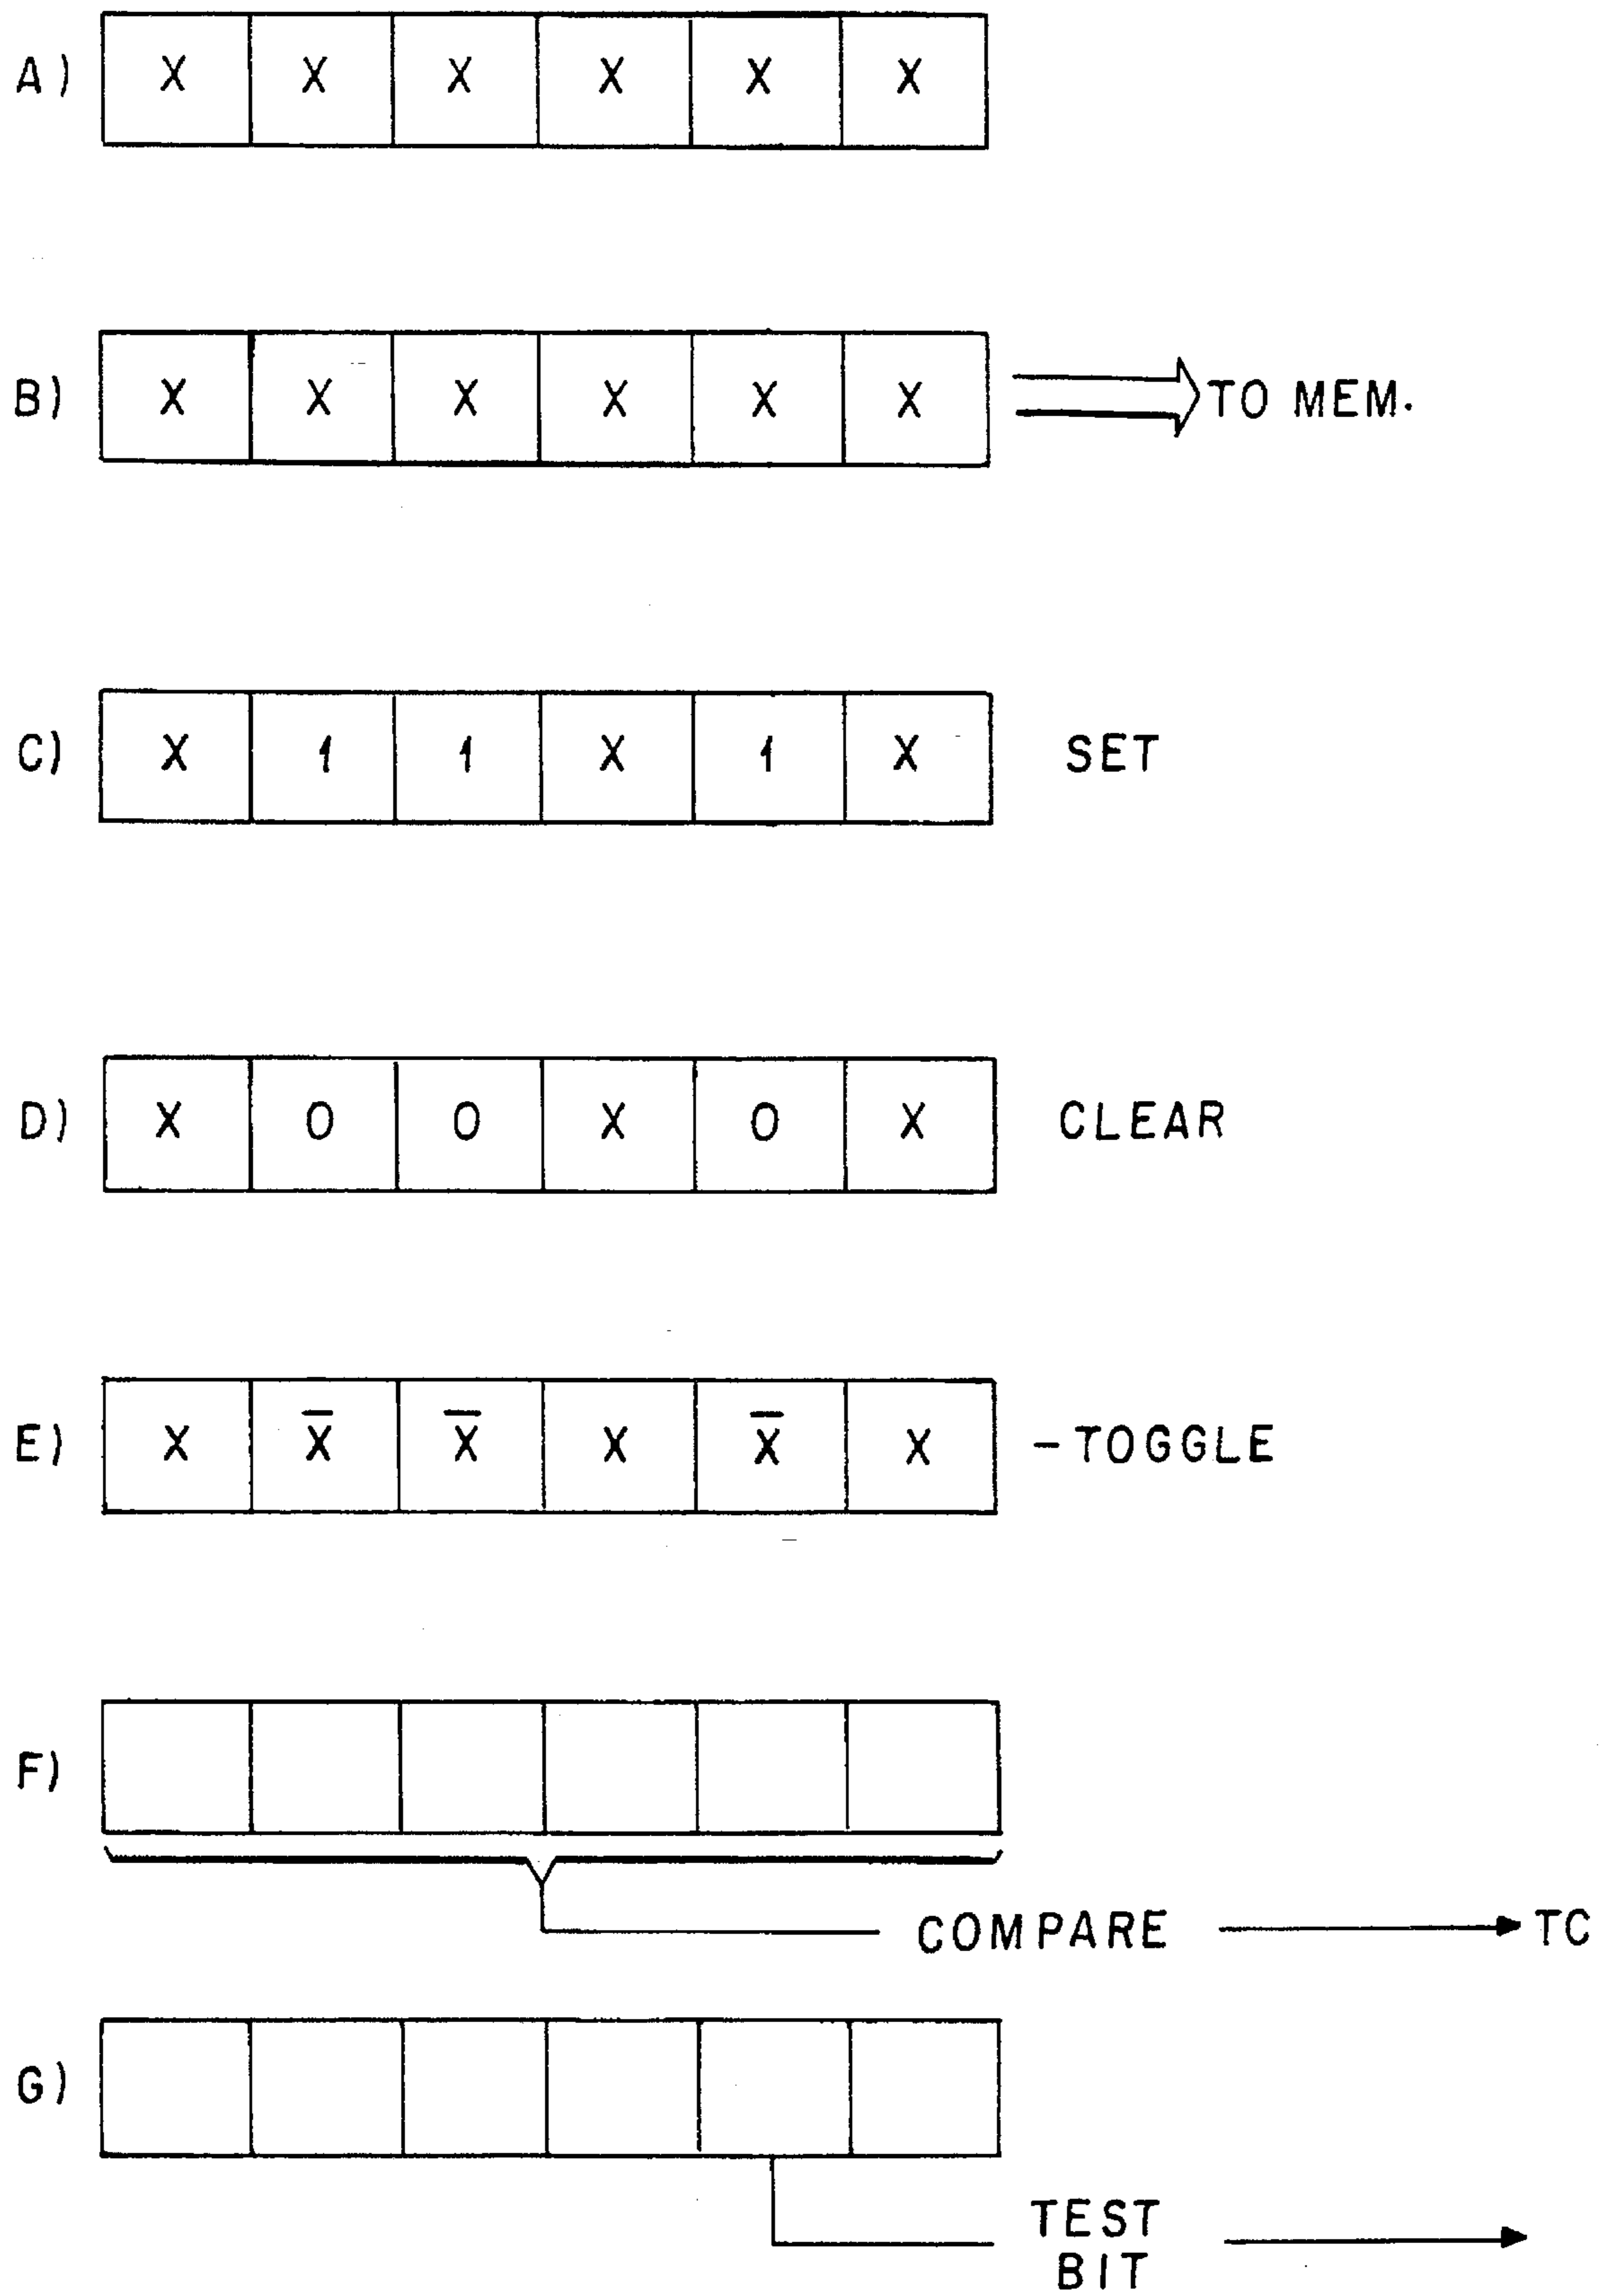 A) X X X X X X
B) X X X X X X TO MEM.
C) X 1 1 X 1 X SET
D) X 0 0 X 0 X CLEAR
E) X X̅ X̅ X X̅ X – TOGGLE
F)
COMPARE TC
G)
TEST
BIT